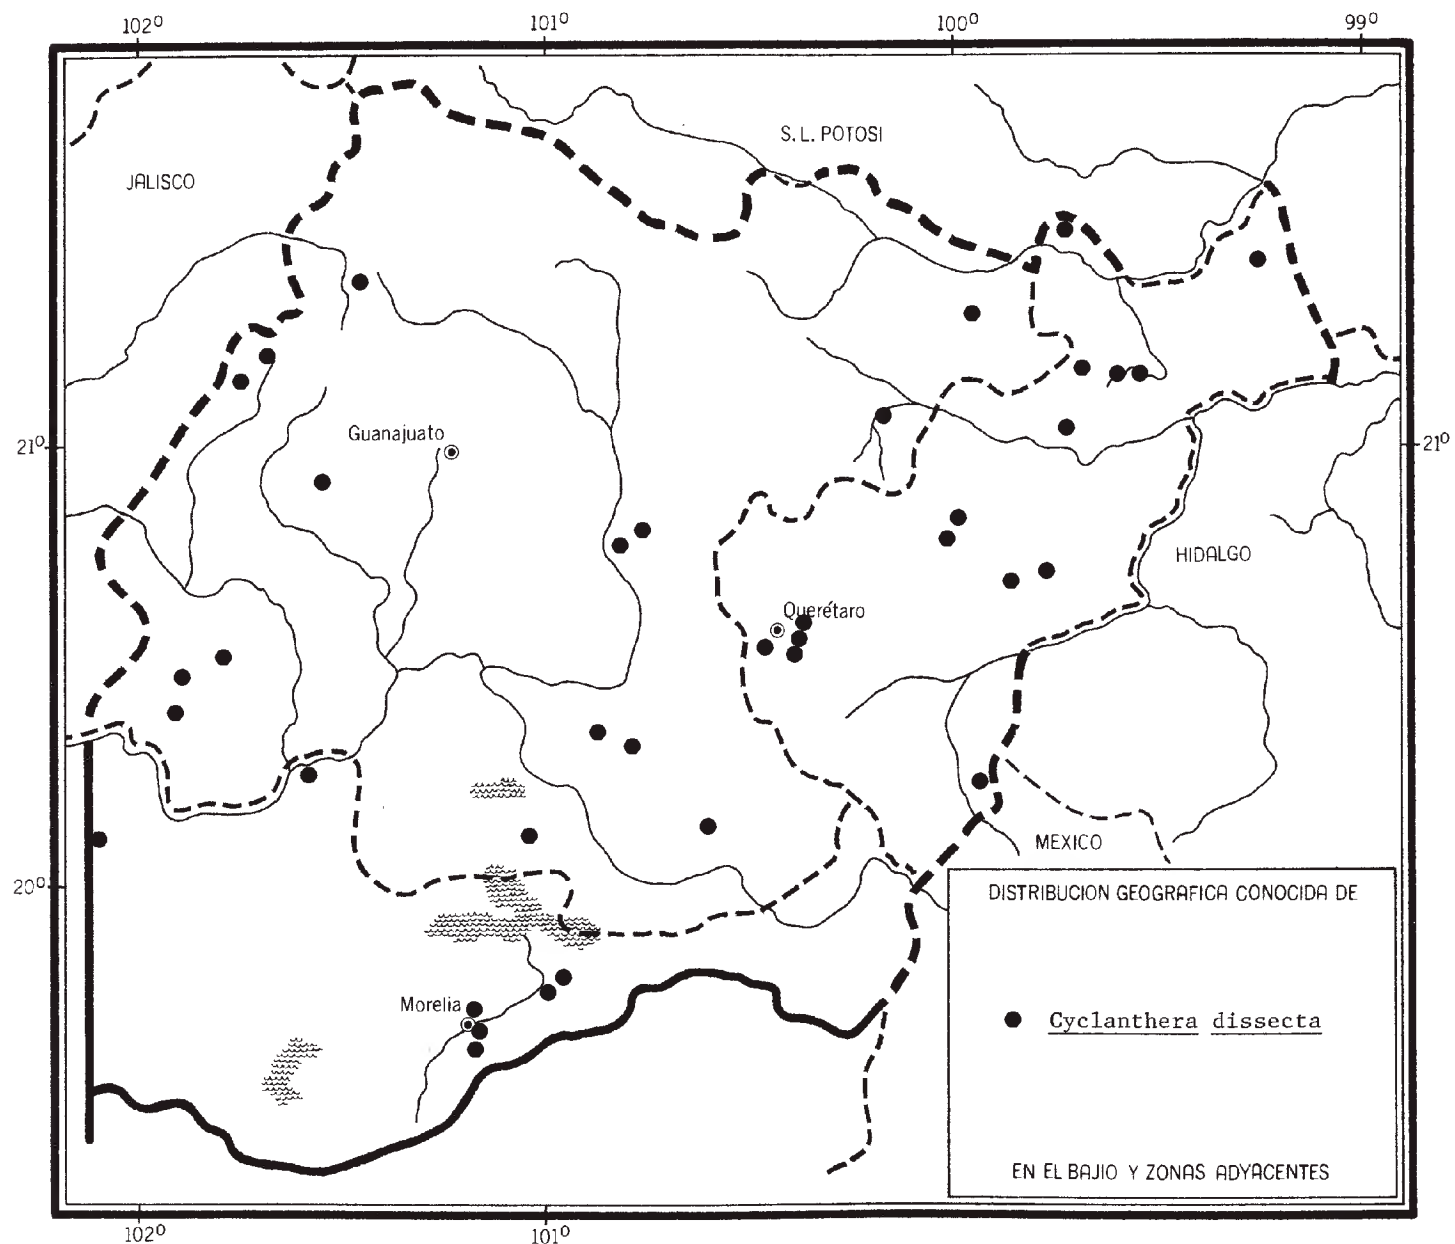 102º 101º 100º 99º
S.L. POTOSI
JALISCO
Guanajuato
21º 21º
HIDALGO
Querétaro
MEXICO
20º
DISTRIBUCION GEOGRAFICA CONOCIDA DE
Morelia
Cyclanthera dissecta
EN EL BAJIO Y ZONAS ADYACENTES
102º 101º